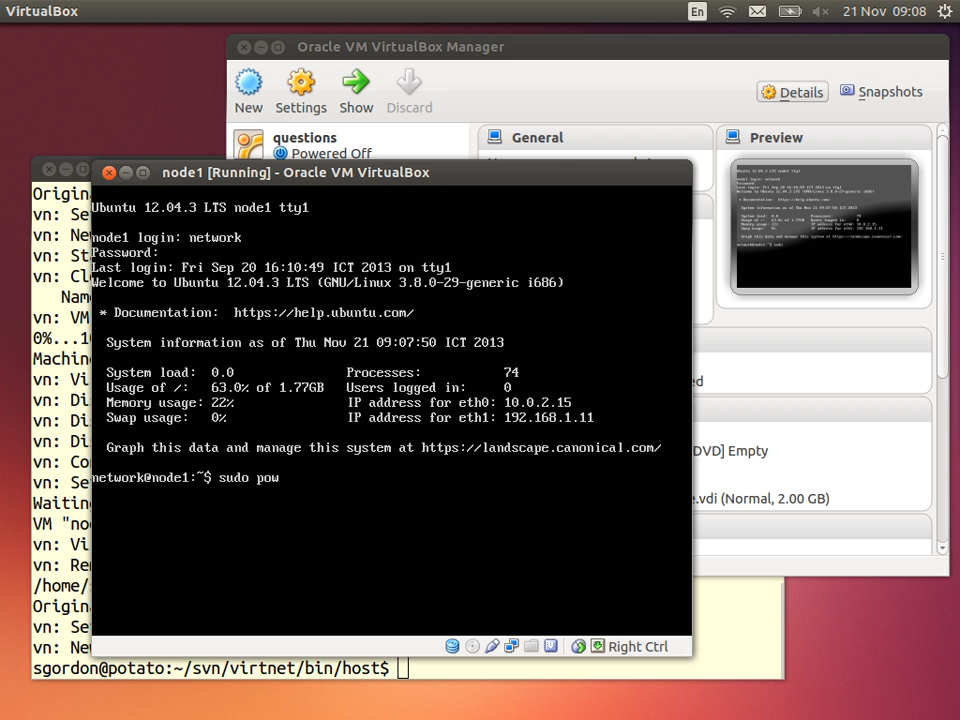 VirtualBox
En
21 Nov 09:08
Oracle VM VirtualBox Manager
New Settings Show Discard Details Snapshots
questions
Powered Off
General
Preview
node1 [Running] - Oracle VM VirtualBox
Ubuntu 12.04.3 LTS node1 tty1
node1 login: network
Password:
Last login: Fri Sep 20 16:10:49 ICT 2013 on tty1
Welcome to Ubuntu 12.04.3 LTS (GNU/Linux 3.8.0-29-generic i686)
* Documentation: https://help.ubuntu.com/
System information as of Thu Nov 21 09:07:50 ICT 2013
System load: 0.0 Processes: 74
Usage of /: 63.0% of 1.77GB Users logged in: 0
Memory usage: 22% IP address for eth0: 10.0.2.15
Swap usage: 0% IP address for eth1: 192.168.1.11
Graph this data and manage this system at https://landscape.canonical.com/
network@node1:~$ sudo pow
Right Ctrl
DVD] Empty
.vdi (Normal, 2.00 GB)
Origin
vn: Se
vn: Ne
vn: St
vn: Cl
Name
vn: VM
0%...10
Machin
vn: Vi
vn: Di
vn: Di
vn: Di
vn: Co
vn: Se
Waitin
VM "no
vn: Vi
vn: Re
/home/
Origin
vn: Se
vn: Ne
sgordon@potato:~/svn/virtnet/bin/host$